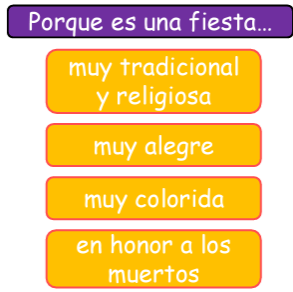 Porque es una fiesta...
muy tradicional
y religiosa
muy alegre
muy colorida
en honor a los
muertos